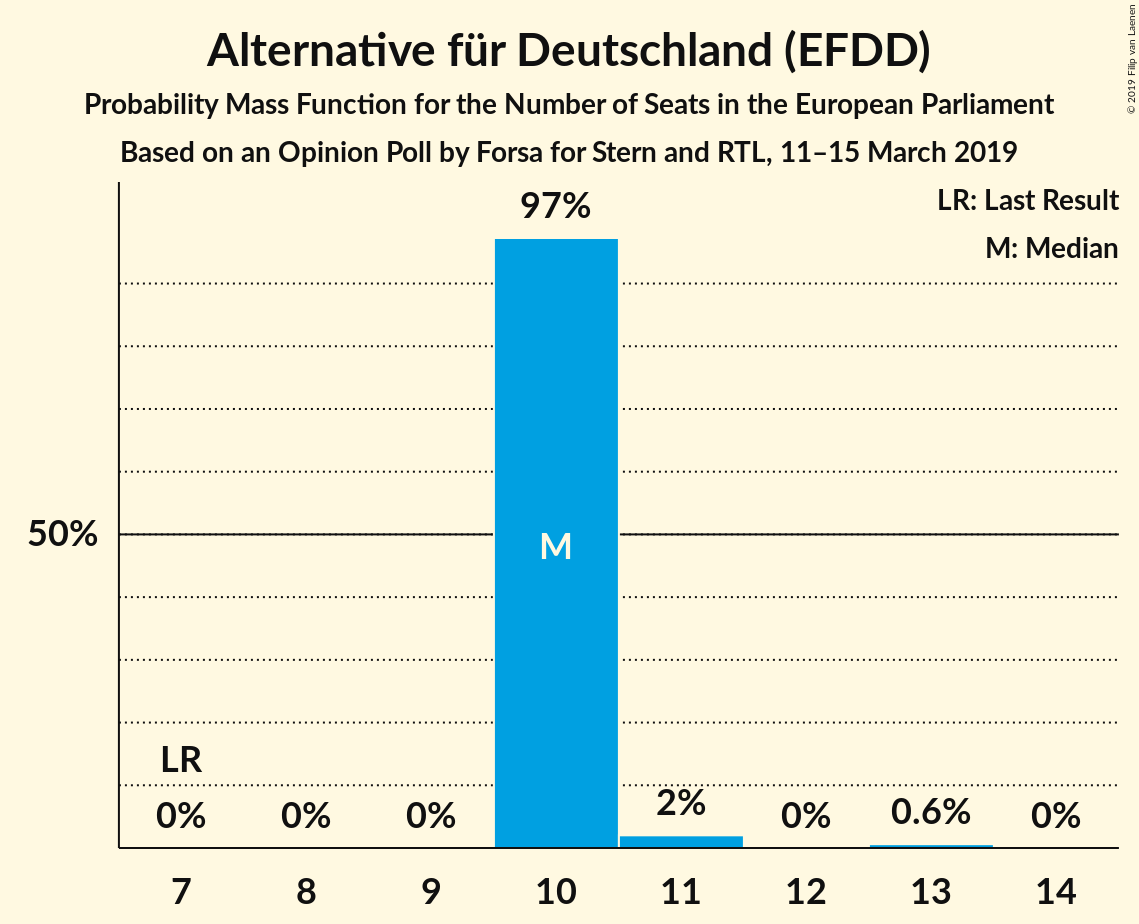 Alternative für Deutschland (EFDD)
Probability Mass Function for the Number of Seats in the European Parliament
Based on an Opinion Poll by Forsa for Stern and RTL, 11–15 March 2019
© 2019 Filip van Laenen
LR: Last Result
M: Median
97%
50%
M
LR
0%
0%
0%
2%
0%
0.6%
0%
7
8
9
10
11
12
13
14